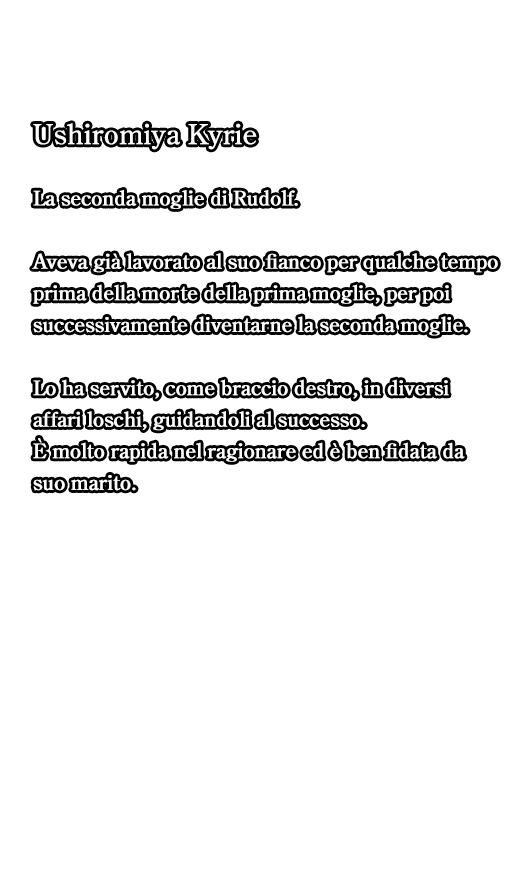 Ushiromiya Kyrie
La seconda moglie di Rudolf.
Aveva già lavorato al suo fianco per qualche tempo
prima della morte della prima moglie, per poi
successivamente diventarne la seconda moglie.
Lo ha servito, come braccio destro, in diversi
affari loschi, guidandoli al successo.
È molto rapida nel ragionare ed è ben fidata da
suo marito.